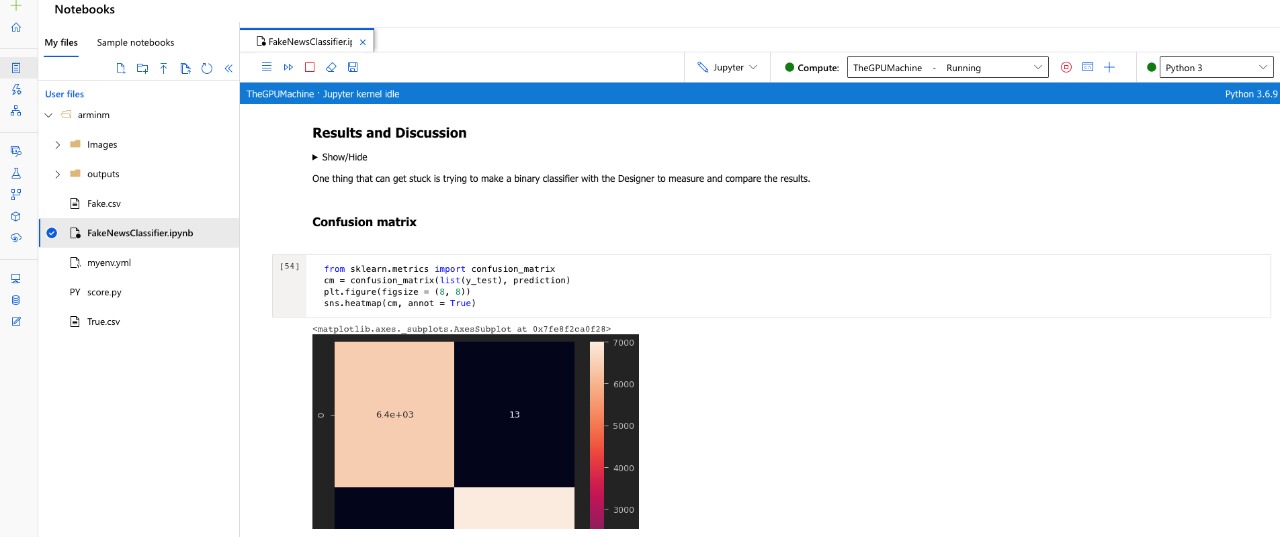 Notebooks
My files Sample notebooks
User files
arminm
Images
outputs
Fake.csv
FakeNewsClassifier.ipynb
myenv.yml
PY score.py
True.csv
FakeNewsClassifier.ip
Jupyter Compute: TheGPUMachine - Running Python 3
TheGPUMachine · Jupyter kernel idle Python 3.6.9
Results and Discussion
Show/Hide
One thing that can get stuck is trying to make a binary classifier with the Designer to measure and compare the results.
Confusion matrix
[54]
from sklearn.metrics import confusion_matrix
cm = confusion_matrix(list(y_test), prediction)
plt.figure(figsize = (8, 8))
sns.heatmap(cm, annot = True)
<matplotlib.axes._subplots.AxesSubplot at 0x7fe8f2ca0f28>
7000
6000
0 6.4e+03 13
5000
4000
3000